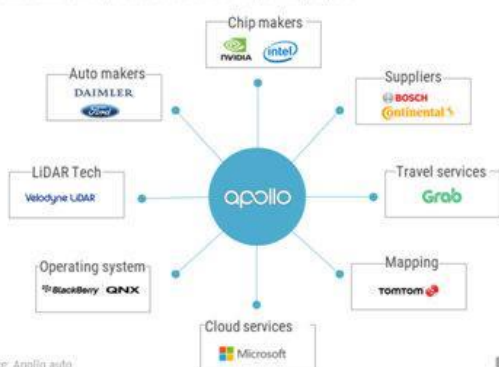 Chip makers
NVIDIA
intel
Auto makers
DAIMLER
Ford
Suppliers
BOSCH
Continental
LiDAR Tech
Velodyne LiDAR
apollo
Travel services
Grab
Operating system
BlackBerry QNX
Mapping
TOMTOM
Cloud services
Microsoft
Apollo auto